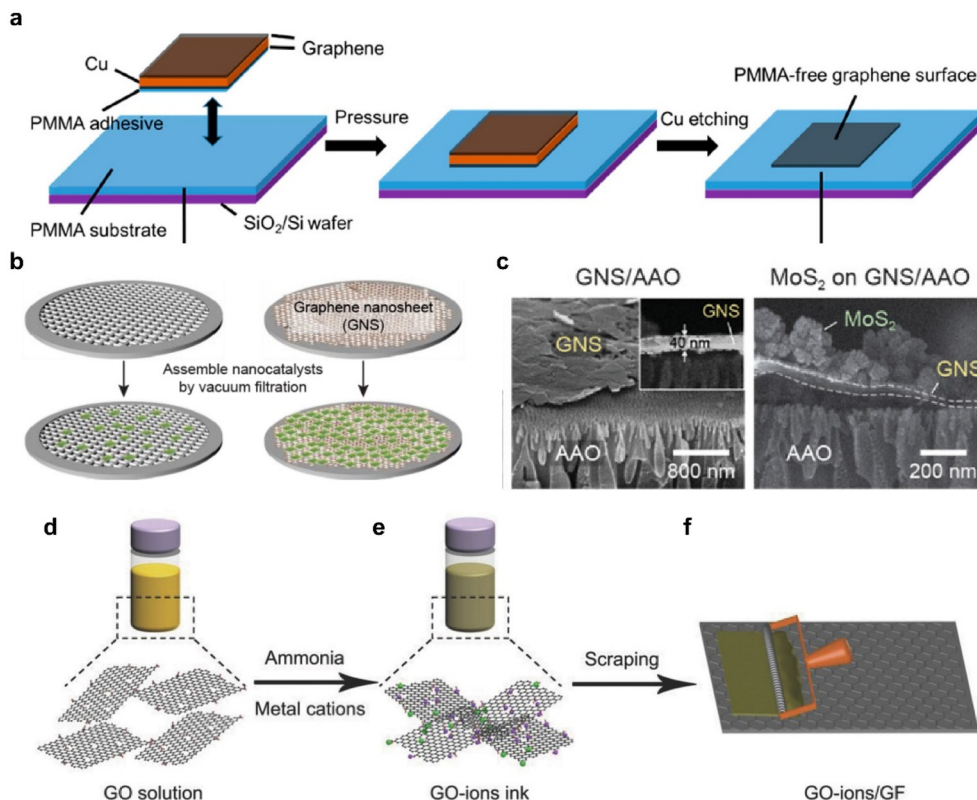 a
Graphene
Cu
PMMA adhesive
PMMA substrate
SiO₂/Si wafer
Pressure
Cu etching
PMMA-free graphene surface
b
Graphene nanosheet
(GNS)
Assemble nanocatalysts
by vacuum filtration
c
GNS/AAO
GNS
GNS
40 nm
AAO
800 nm
MoS₂ on GNS/AAO
MoS₂
GNS
AAO
200 nm
d
GO solution
Ammonia
Metal cations
e
GO-ions ink
Scraping
f
GO-ions/GF